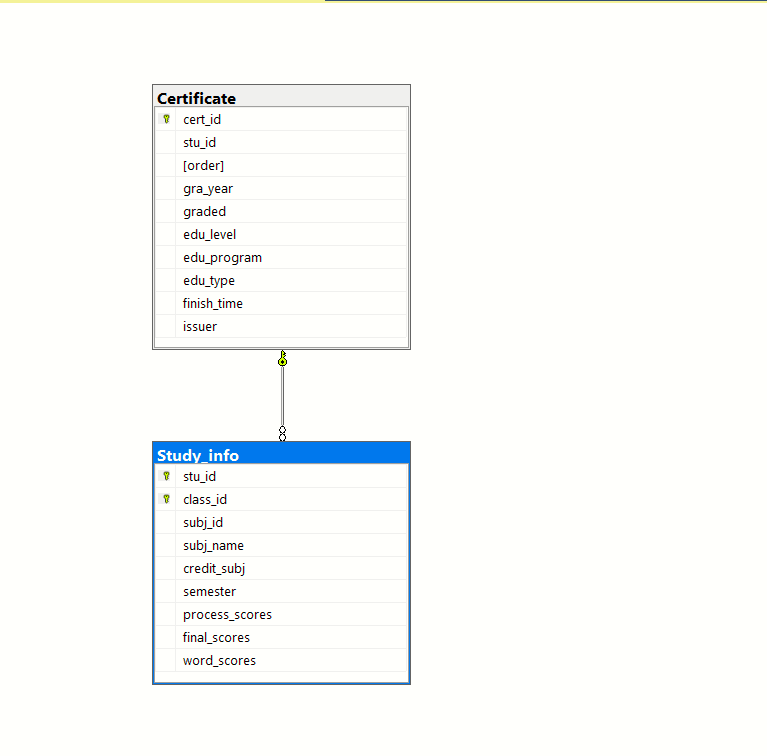 Certificate
cert_id
stu_id
[order]
gra_year
graded
edu_level
edu_program
edu_type
finish_time
issuer
Study_info
stu_id
class_id
subj_id
subj_name
credit_subj
semester
process_scores
final_scores
word_scores